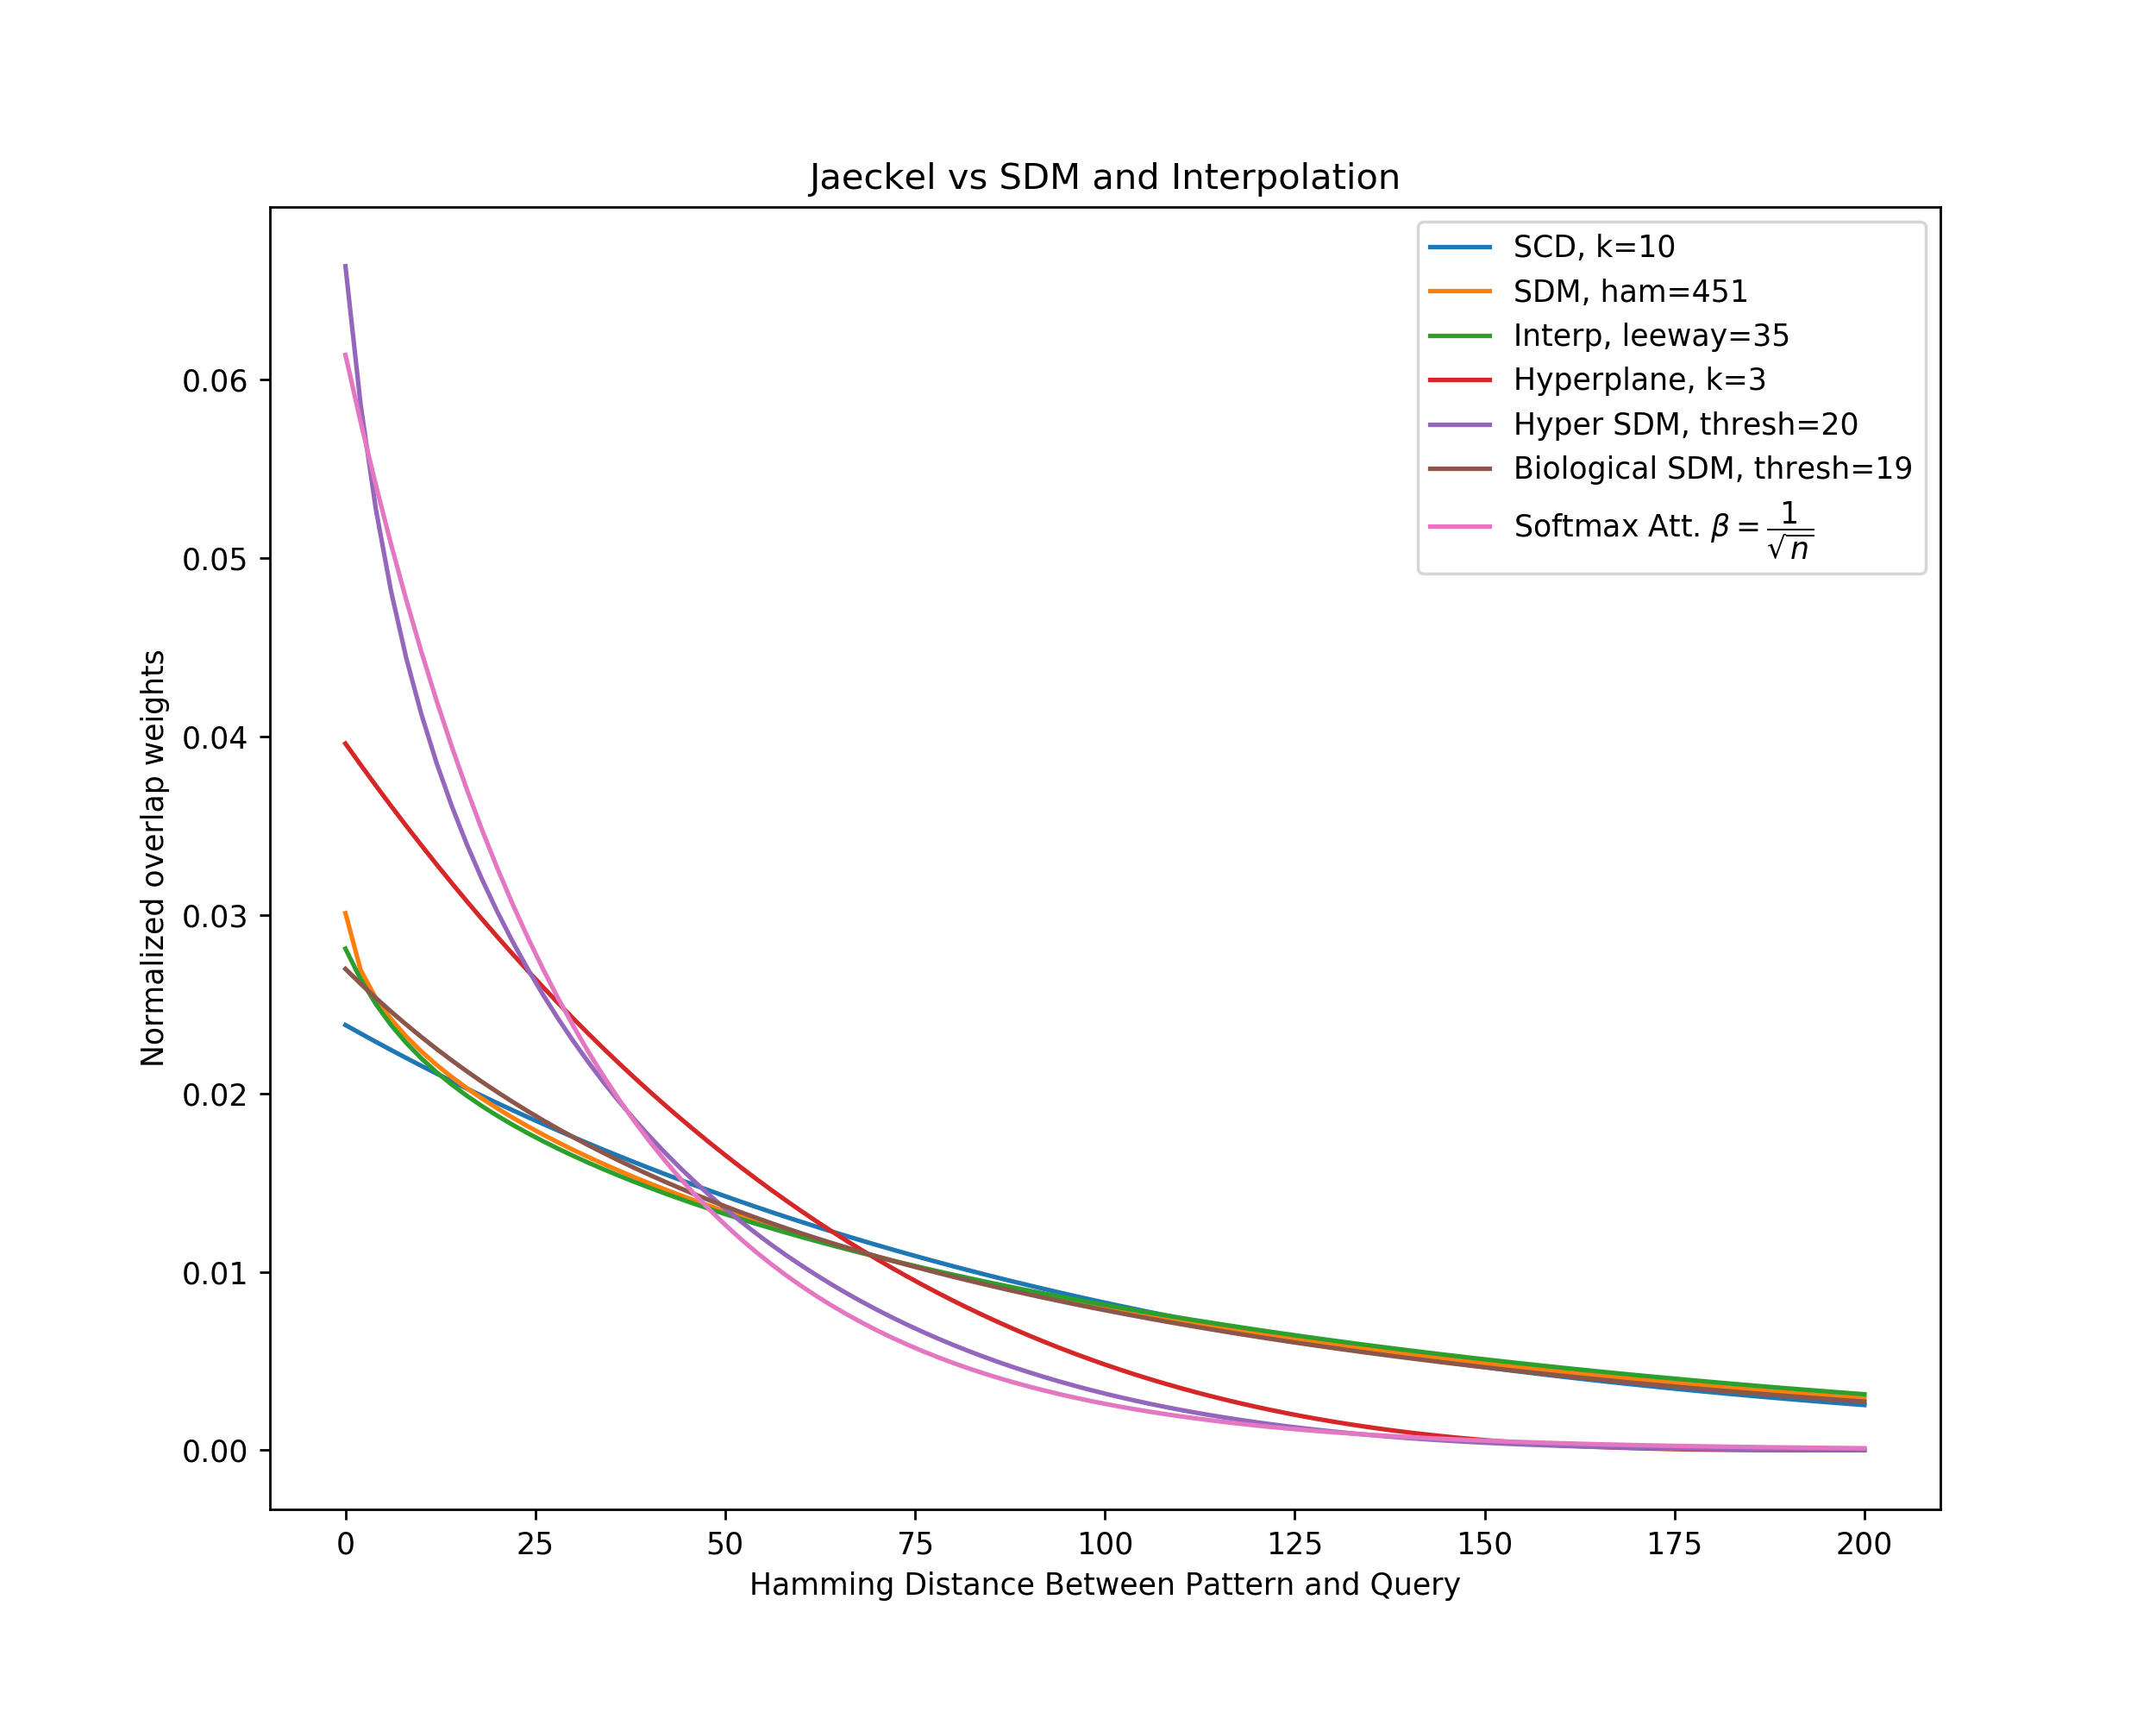 Jaeckel vs SDM and Interpolation
SCD, k=10
SDM, ham=451
Interp, leeway=35
Hyperplane, k=3
Hyper SDM, thresh=20
Biological SDM, thresh=19
Softmax Att. β = 1/√n
Normalized overlap weights
0.06
0.05
0.04
0.03
0.02
0.01
0.00
0 25 50 75 100 125 150 175 200
Hamming Distance Between Pattern and Query